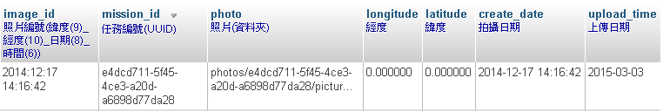 image_id mission_id photo longitude latitude create_date upload_time
照片編號(緯度(9)_ 任務編號(UUID) 照片(資料夾) 經度 緯度 拍攝日期 上傳日期
經度(10)_日期(8)_
時間(6))
2014:12:17 e4dcd711-5f45- photos/e4dcd711-5f45-4ce3- 0.000000 0.000000 2014-12-17 14:16:42 2015-03-03
14:16:42 4ce3-a20d- a20d-a6898d77da28/pictur...
a6898d77da28